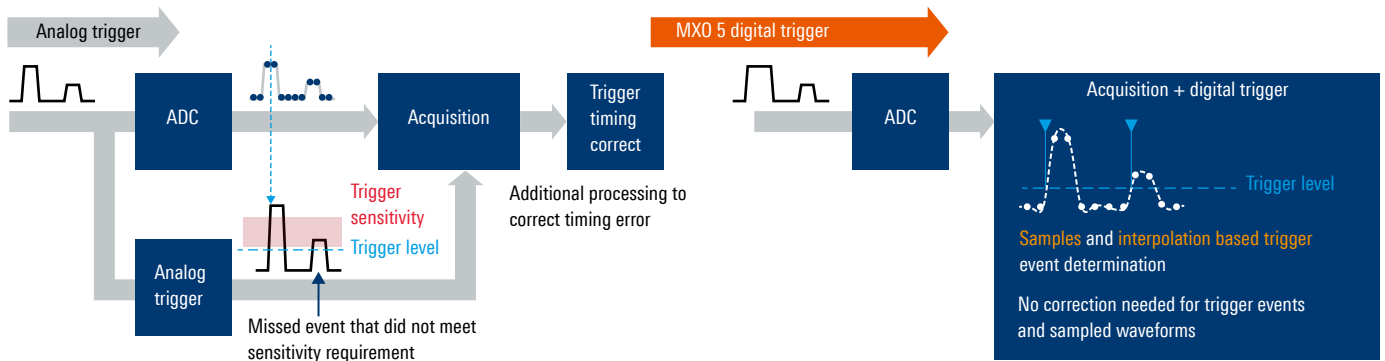 Analog trigger
ADC
Acquisition
Trigger
timing
correct
Trigger
sensitivity
Trigger level
Additional processing to
correct timing error
Analog
trigger
Missed event that did not meet
sensitivity requirement
MXO 5 digital trigger
ADC
Acquisition + digital trigger
Trigger level
Samples and interpolation based trigger
event determination
No correction needed for trigger events
and sampled waveforms